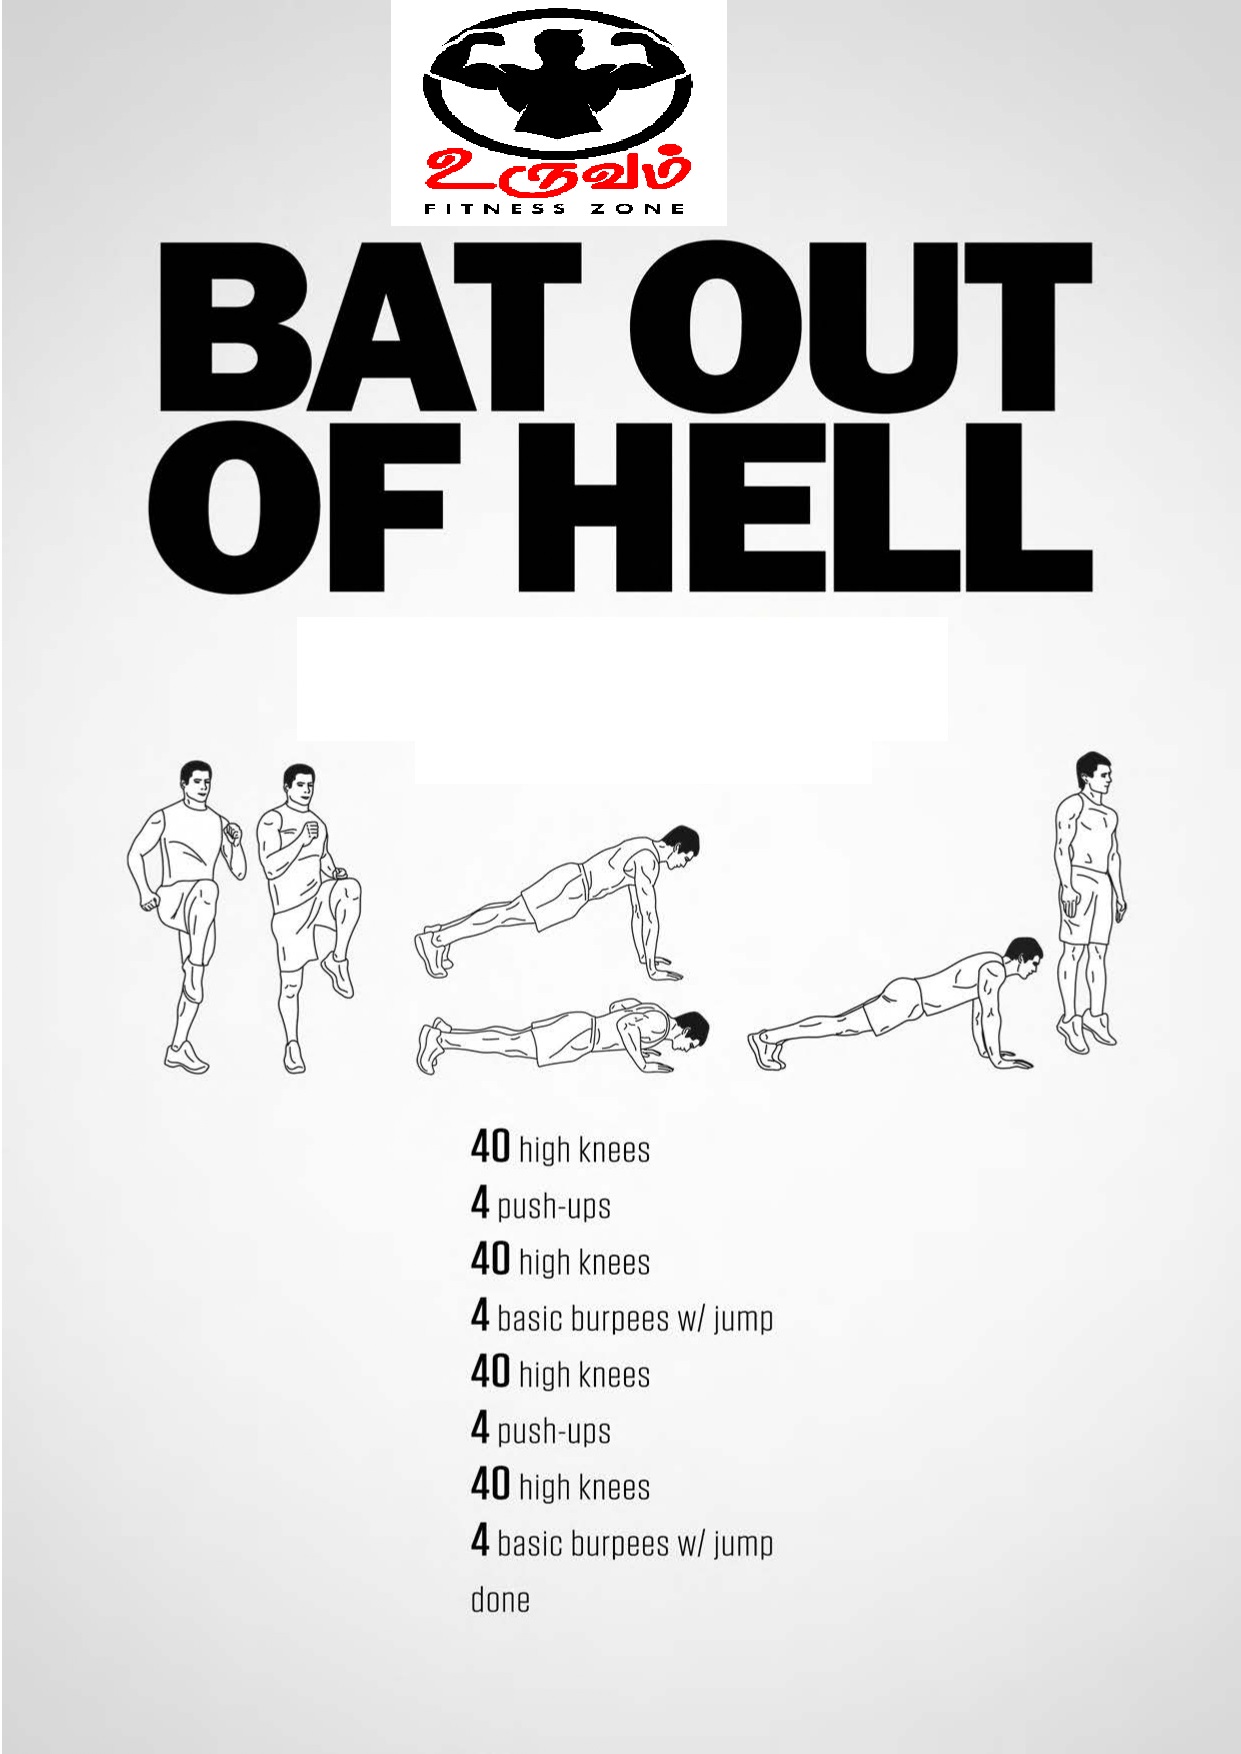 உருவம்
FITNESS ZONE
BAT OUT
OF HELL
40 high knees
4 push-ups
40 high knees
4 basic burpees w/ jump
40 high knees
4 push-ups
40 high knees
4 basic burpees w/ jump
done